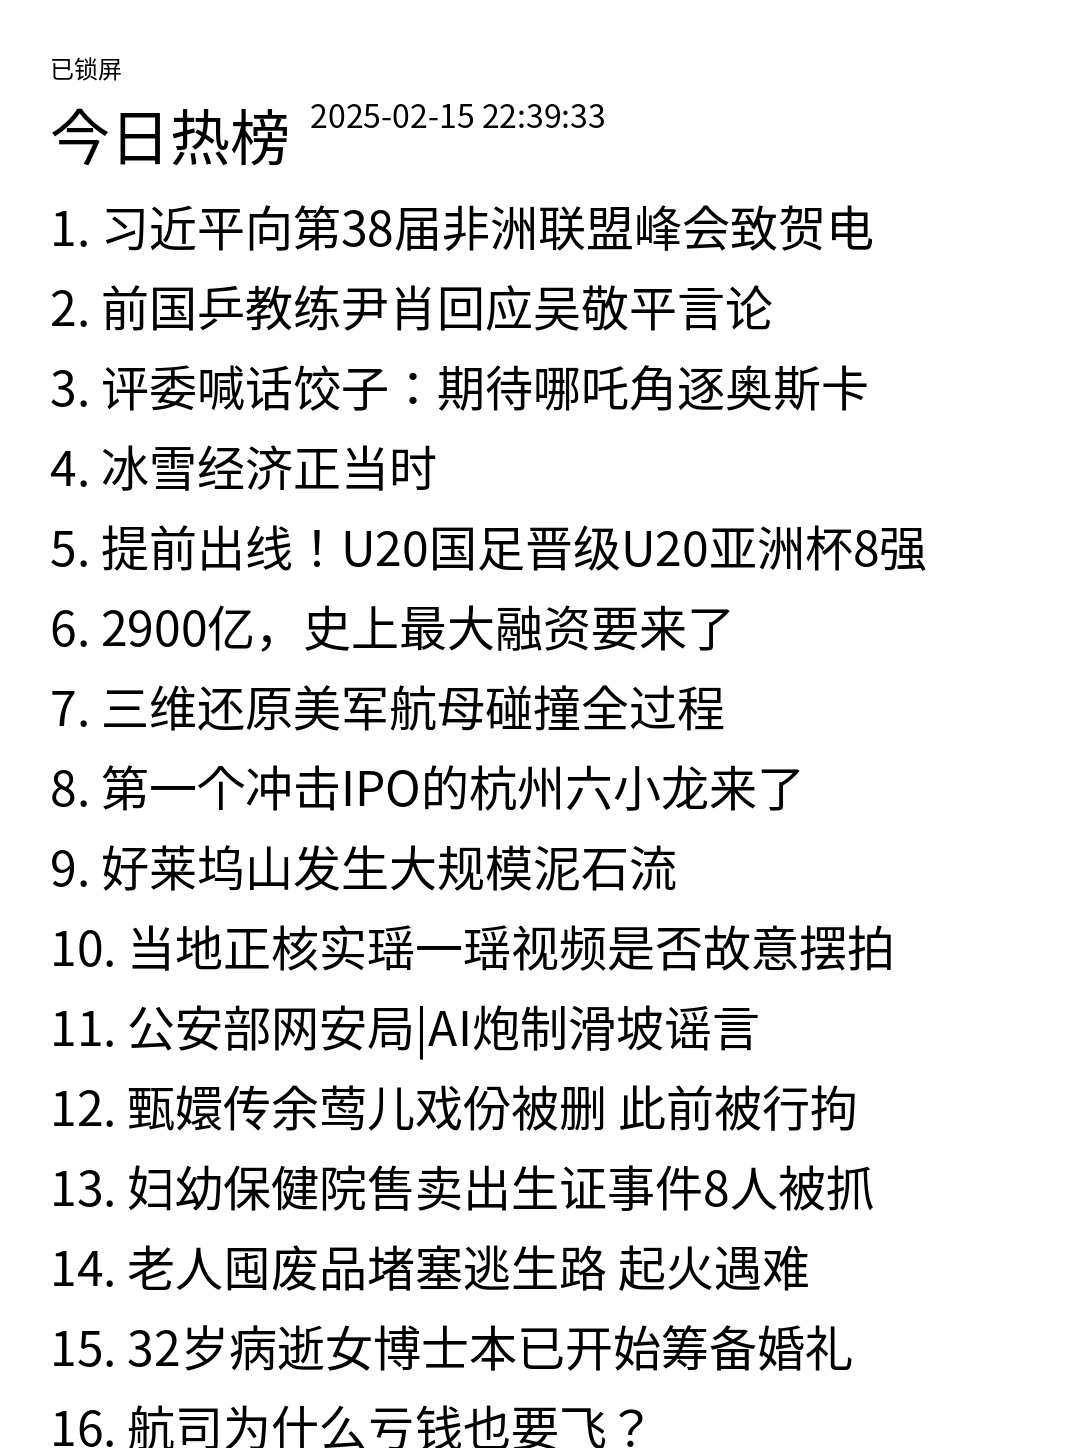 已锁屏
今日热榜 2025-02-15 22:39:33
1. 习近平向第38届非洲联盟峰会致贺电
2. 前国乒教练尹肖回应吴敬平言论
3. 评委喊话饺子：期待哪吒角逐奥斯卡
4. 冰雪经济正当时
5. 提前出线！U20国足晋级U20亚洲杯8强
6. 2900亿，史上最大融资要来了
7. 三维还原美军航母碰撞全过程
8. 第一个冲击IPO的杭州六小龙来了
9. 好莱坞山发生大规模泥石流
10. 当地正核实瑶一瑶视频是否故意摆拍
11. 公安部网安局|AI炮制滑坡谣言
12. 甄嬛传余莺儿戏份被删 此前被行拘
13. 妇幼保健院售卖出生证事件8人被抓
14. 老人囤废品堵塞逃生路 起火遇难
15. 32岁病逝女博士本已开始筹备婚礼
16. 航司为什么亏钱也要飞？